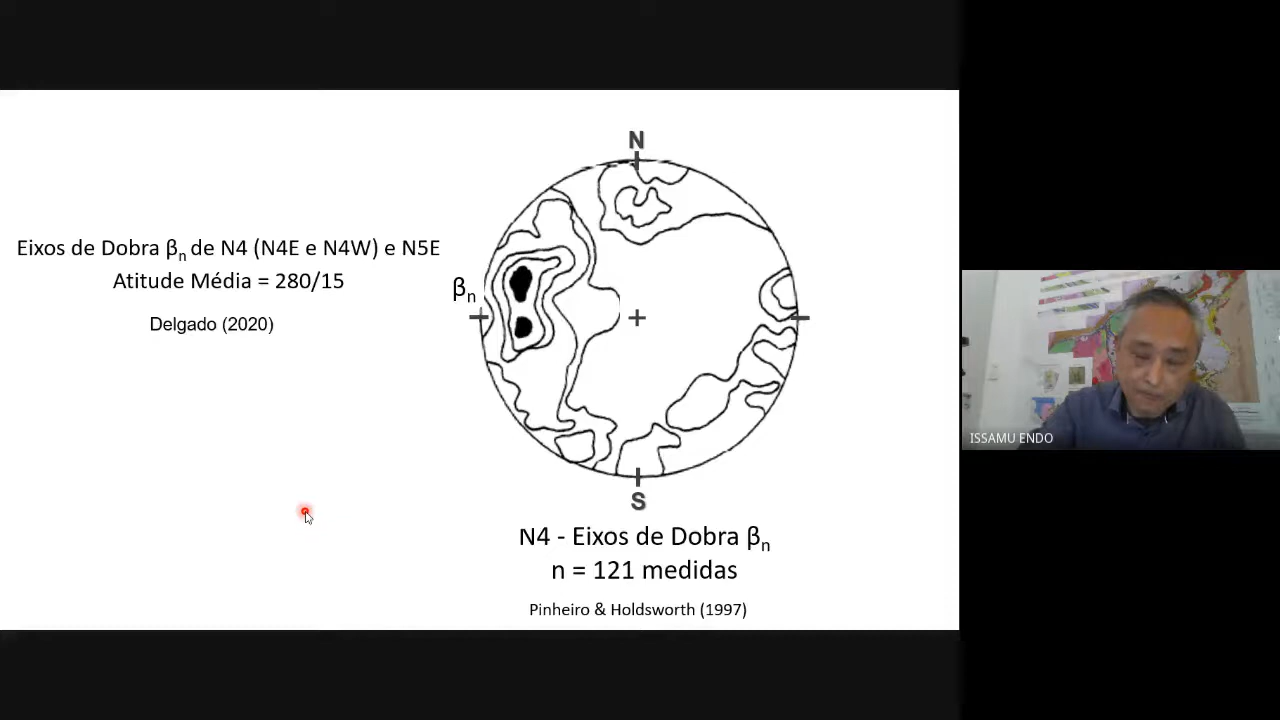 Eixos de Dobra βn de N4 (N4E e N4W) e N5E
Atitude Média = 280/15
Delgado (2020)
N
βn
S
N4 - Eixos de Dobra βn
n = 121 medidas
Pinheiro & Holdsworth (1997)
ISSAMU ENDO